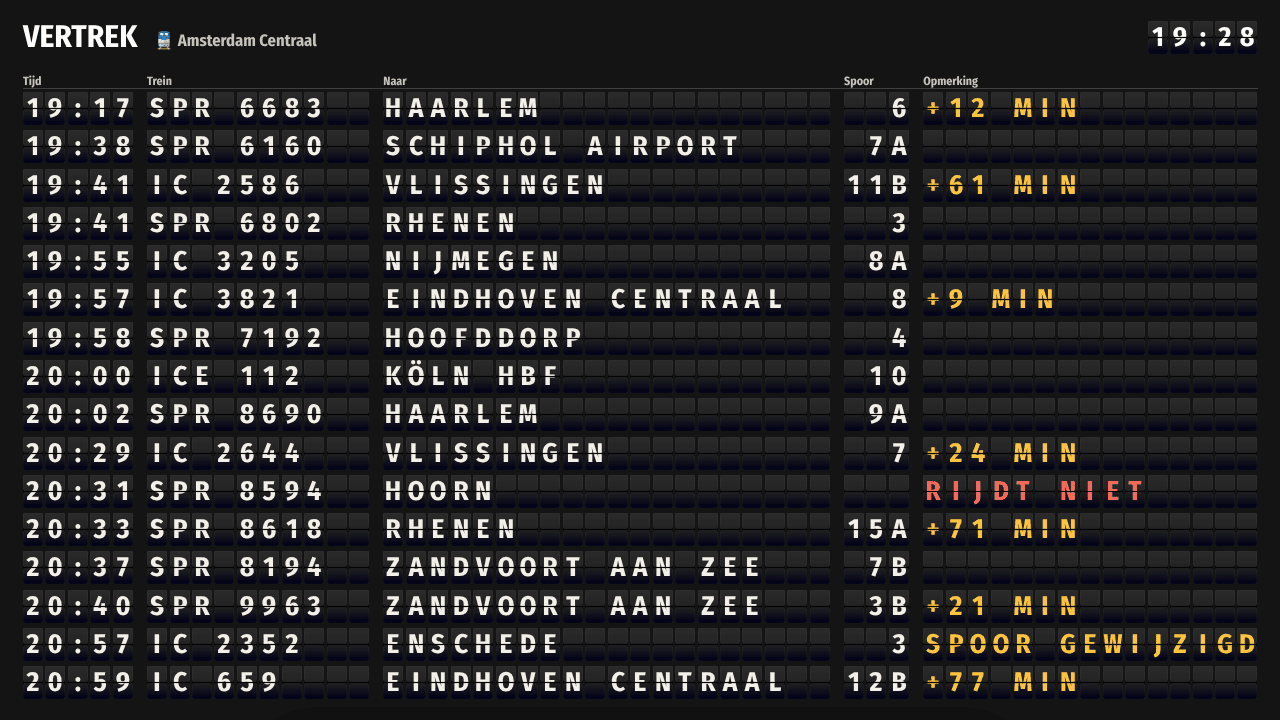 VERTREK Amsterdam Centraal 19:28
Tijd Trein Naar Spoor Opmerking
19:17 SPR 6683 HAARLEM 6 +12 MIN
19:38 SPR 6160 SCHIPHOL AIRPORT 7A
19:41 IC 2586 VLISSINGEN 11B +61 MIN
19:41 SPR 6802 RHENEN 3
19:55 IC 3205 NIJMEGEN 8A
19:57 IC 3821 EINDHOVEN CENTRAAL 8 +9 MIN
19:58 SPR 7192 HOOFDDORP 4
20:00 ICE 112 KÖLN HBF 10
20:02 SPR 8690 HAARLEM 9A
20:29 IC 2644 VLISSINGEN 7 +24 MIN
20:31 SPR 8594 HOORN RIJDT NIET
20:33 SPR 8618 RHENEN 15A +71 MIN
20:37 SPR 8194 ZANDVOORT AAN ZEE 7B
20:40 SPR 9963 ZANDVOORT AAN ZEE 3B +21 MIN
20:57 IC 2352 ENSCHEDE 3 SPOOR GEWIJZIGD
20:59 IC 659 EINDHOVEN CENTRAAL 12B +77 MIN